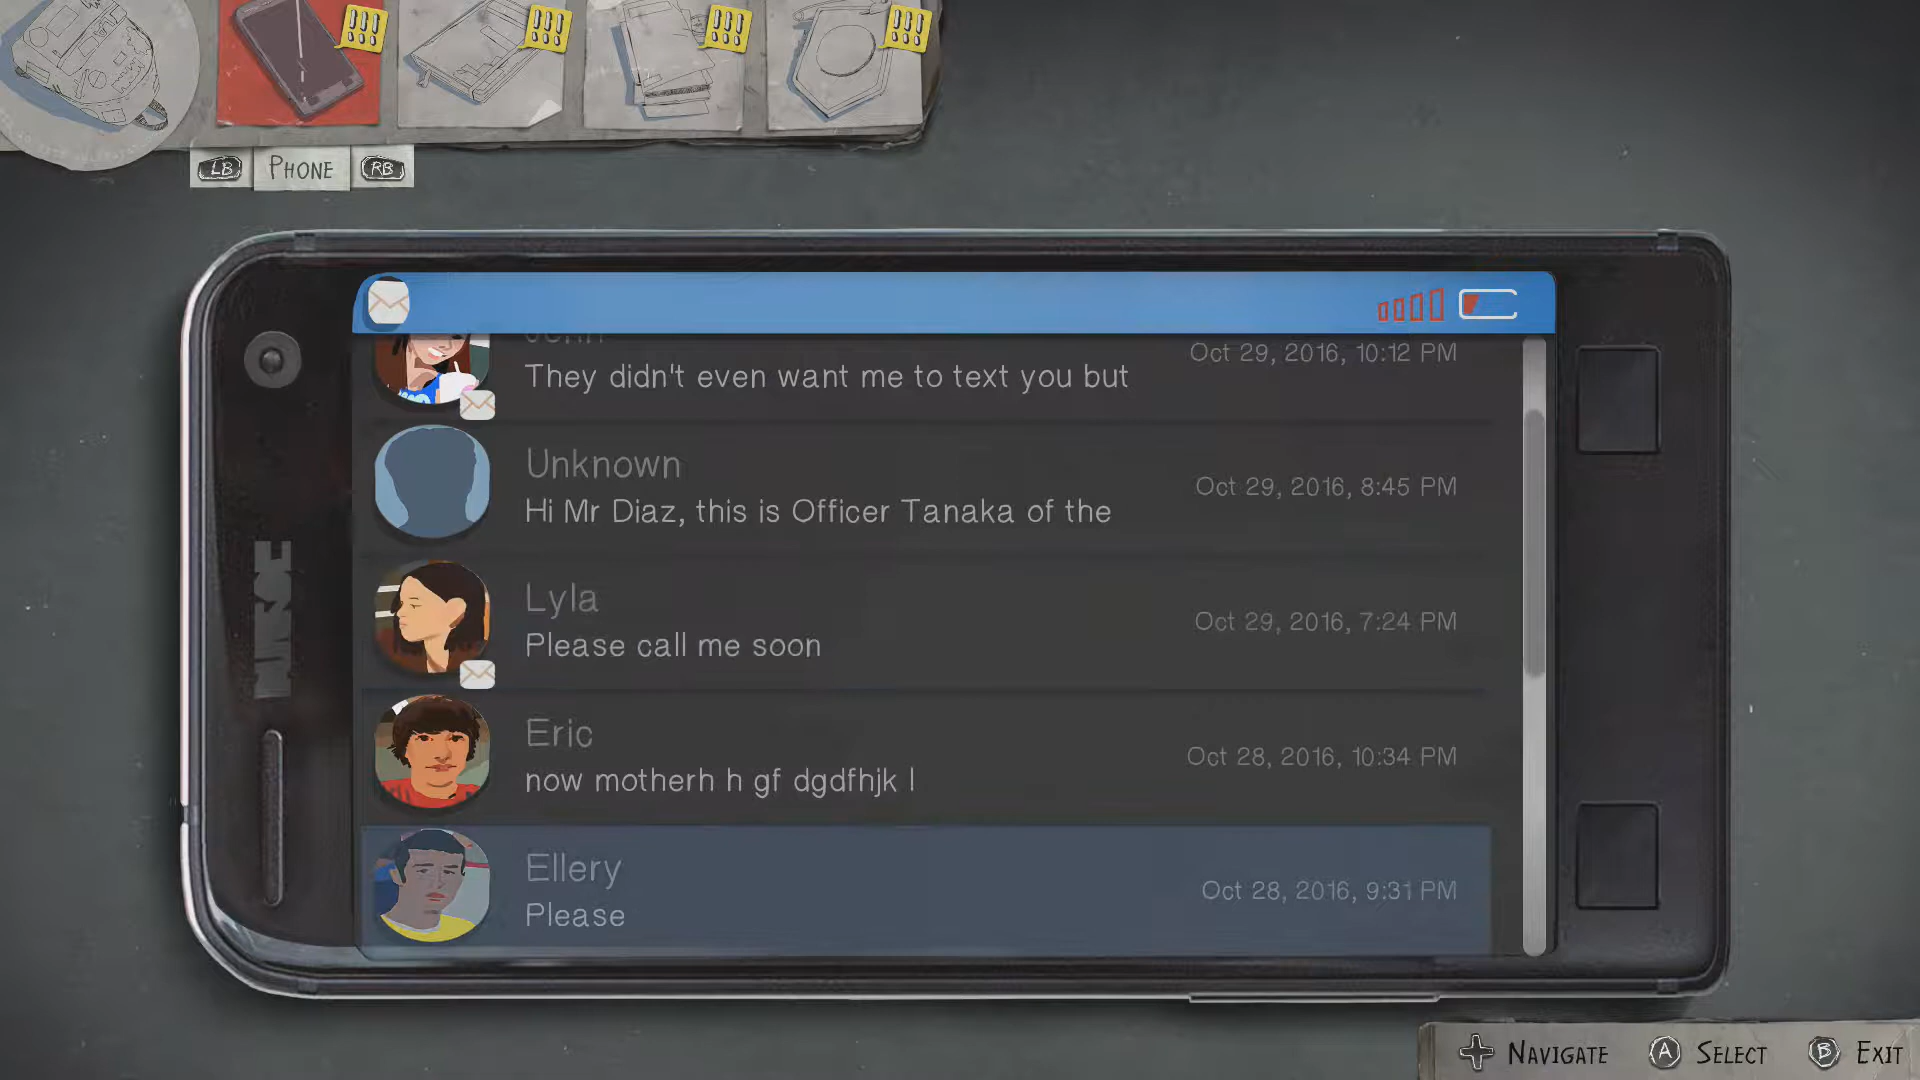 !!!
!!!
!!!
!!!
LB PHONE RB
Jenn
They didn't even want me to text you but
Oct 29, 2016, 10:12 PM
Unknown
Hi Mr Diaz, this is Officer Tanaka of the
Oct 29, 2016, 8:45 PM
Lyla
Please call me soon
Oct 29, 2016, 7:24 PM
Eric
now motherh h gf dgdfhjk l
Oct 28, 2016, 10:34 PM
Ellery
Please
Oct 28, 2016, 9:31 PM
NAVIGATE A SELECT B EXIT